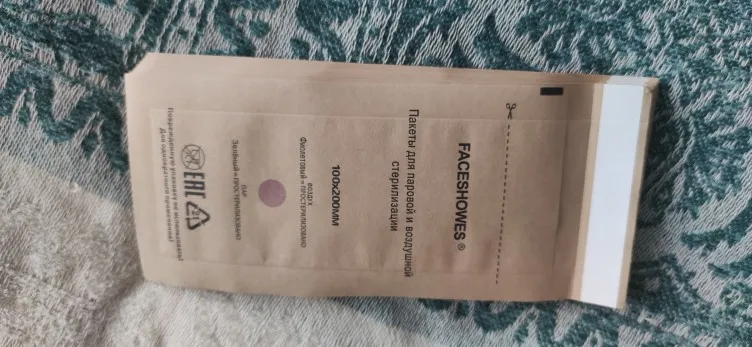 FACESHOWES®
Пакеты для паровой и воздушной
стерилизации
100х200мм
ВОЗДУХ
Фиолетовый=ПРОСТЕРИЛИЗОВАНО
ПАР
Зелёный=ПРОСТЕРИЛИЗОВАНО
EAC
Поврежденную упаковку не использовать!
Для однократного применения!